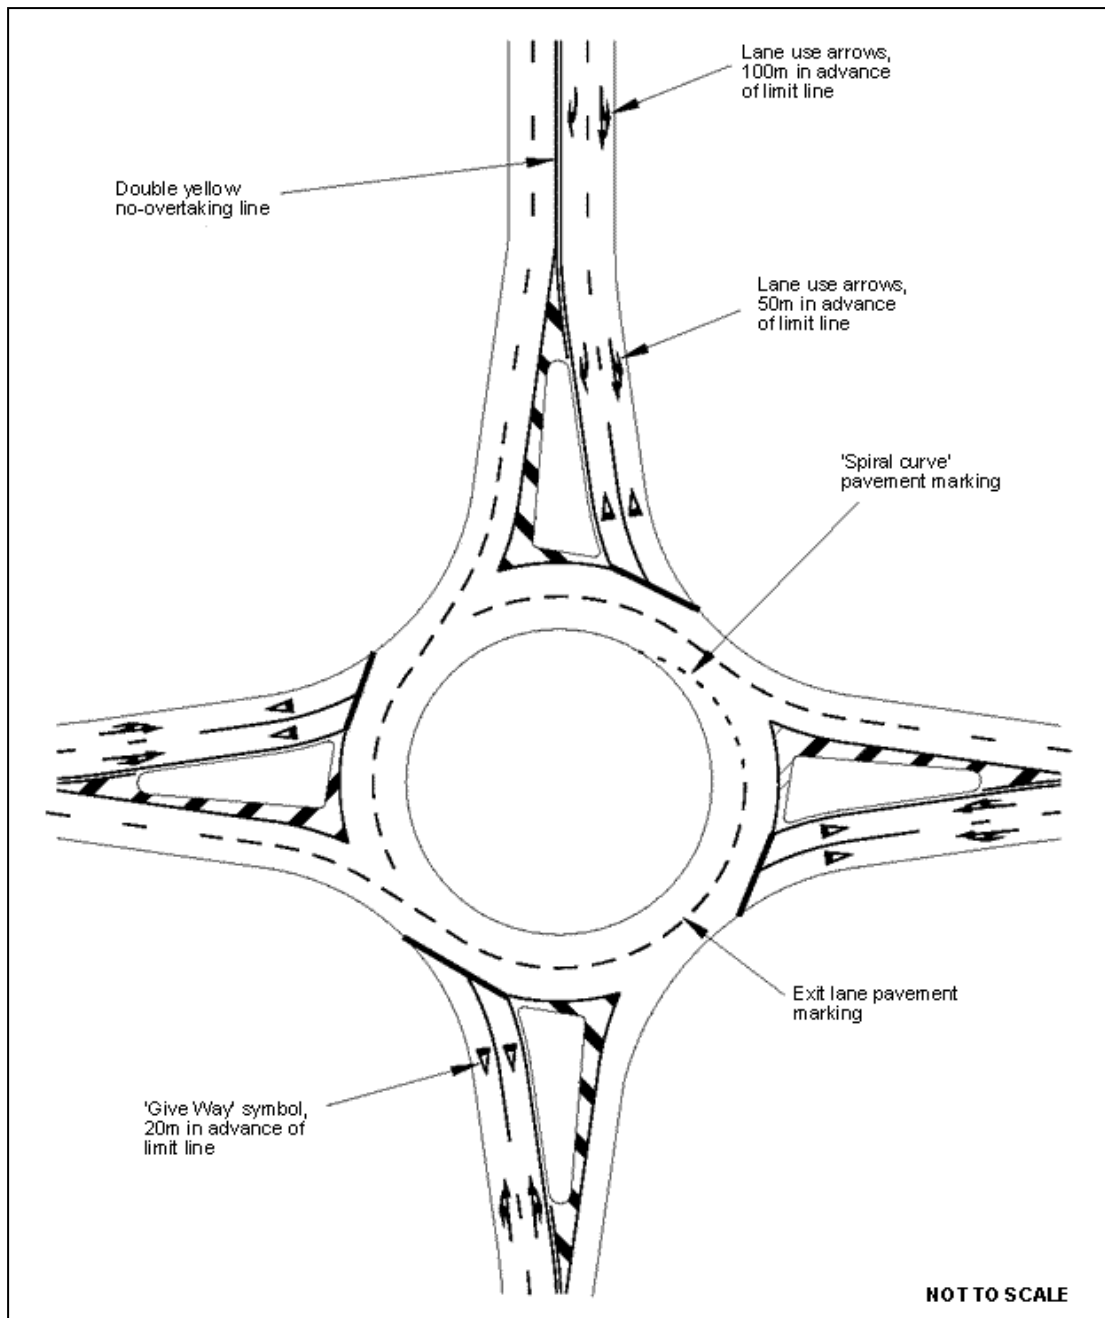 Lane use arrows,
100m in advance
of limit line
Double yellow
no-overtaking line
Lane use arrows,
50m in advance
of limit line
'Spiral curve'
pavement marking
Exit lane pavement
marking
'Give Way' symbol,
20m in advance of
limit line
NOT TO SCALE